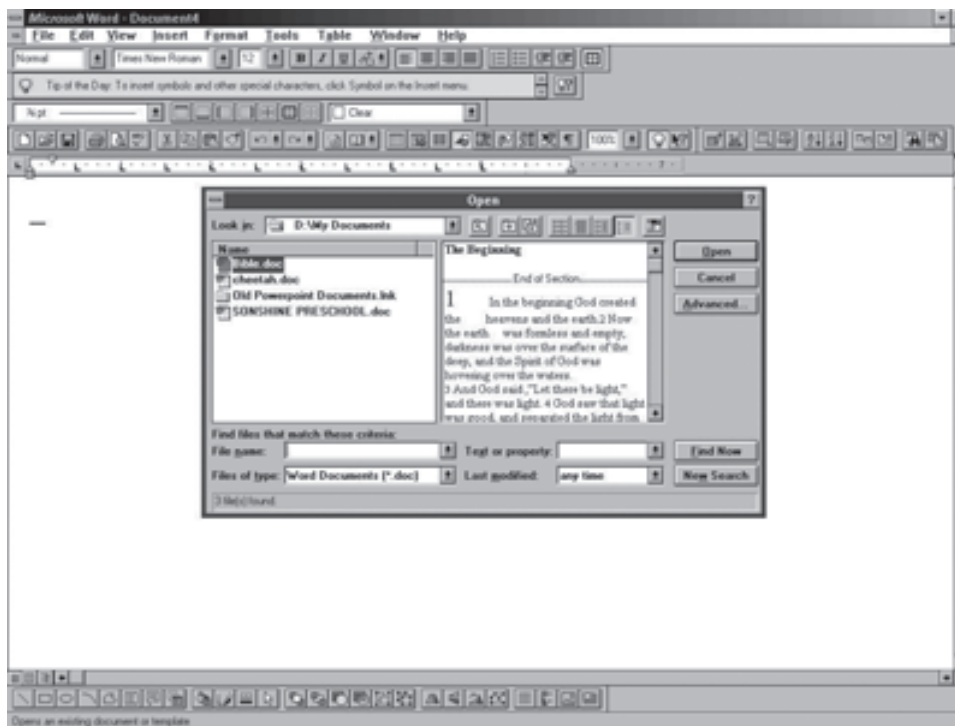 Microsoft Word - Document4
File Edit View Insert Format Tools Table Window Help
Normal Times New Roman 12 B I U
Tip of the Day: To insert symbols and other special characters, click Symbol on the Insert menu.
Clear
100%
Open
Look in: D:\My Documents
Name
Bible.doc
cheetah.doc
Old Powerpoint Documents.lnk
SONSHINE PRESCHOOL.doc
The Beginning
End of Section
1 In the beginning God created
the heavens and the earth.2 Now
the earth was formless and empty,
darkness was over the surface of the
deep, and the Spirit of God was
hovering over the waters.
3 And God said,"Let there be light,"
and there was light. 4 God saw that light
was good, and separated the light from
Open
Cancel
Advanced...
Find files that match these criteria:
File name: Text or property: Find Now
Files of type: Word Documents (*.doc) Last modified: any time New Search
3 file(s) found.
Opens an existing document or template